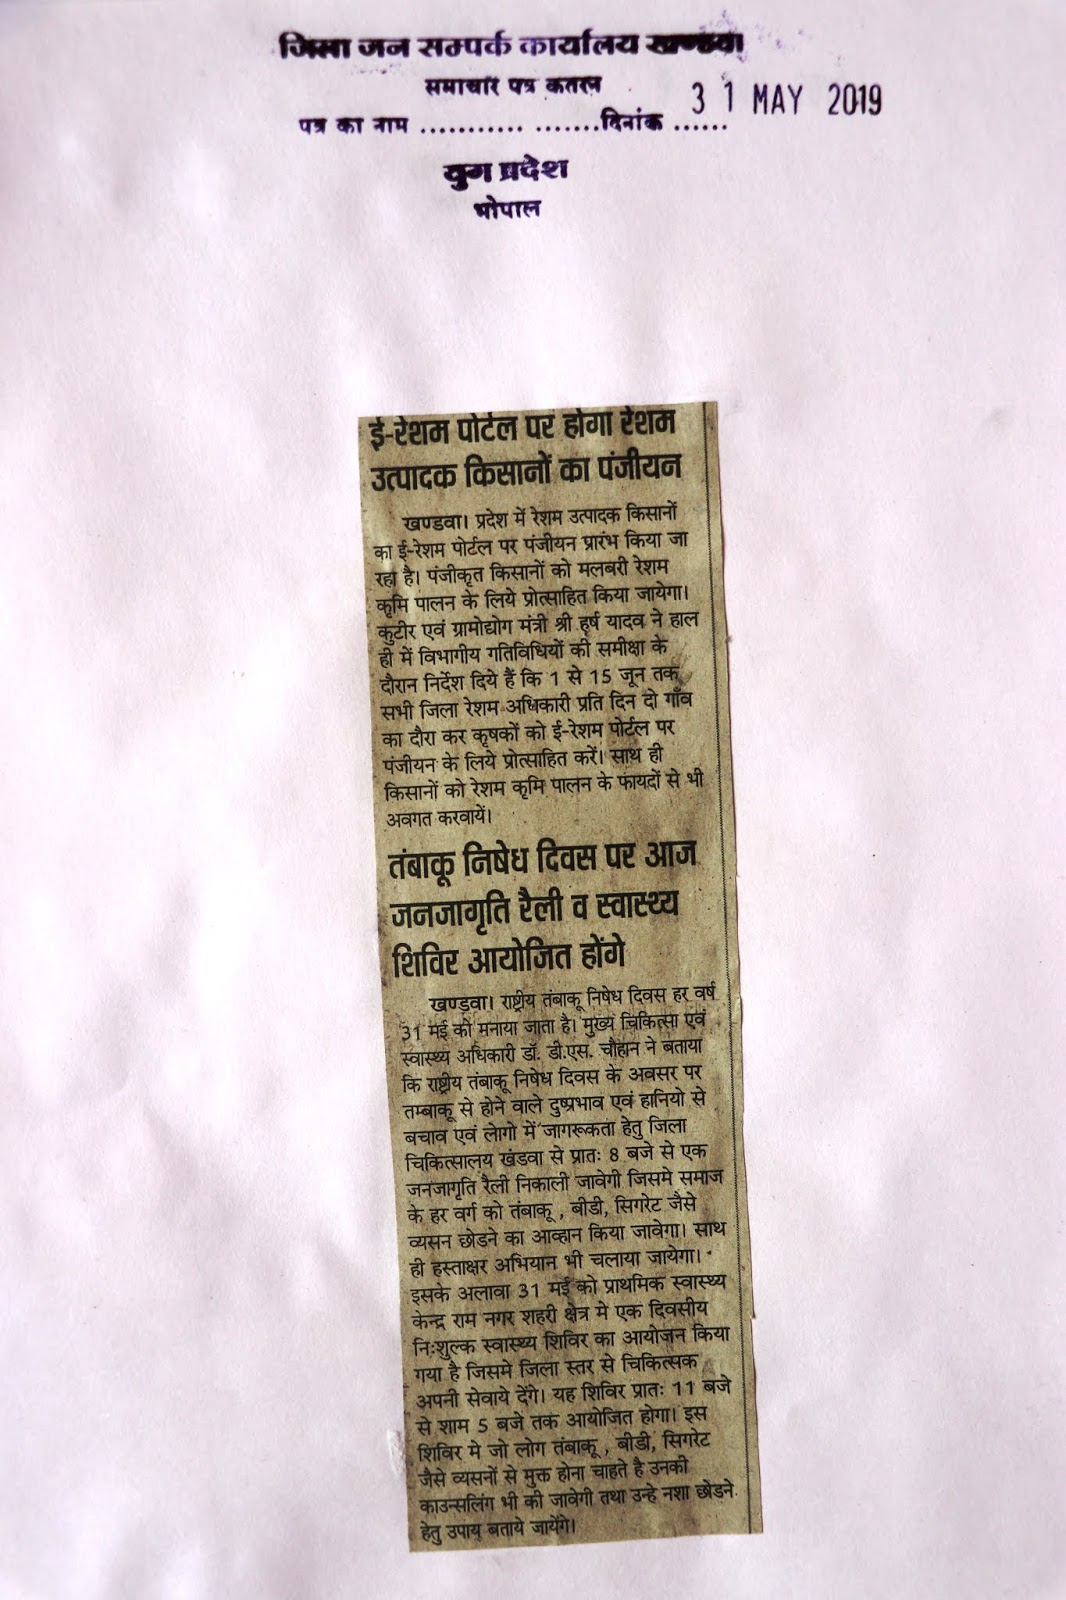 जिला जन सम्पर्क कार्यालय खण्डवा
समाचार पत्र कतरन
पत्र का नाम ........... .......दिनांक ......
31 MAY 2019
युग प्रदेश
भोपाल
ई-रेशम पोर्टल पर होगा रेशम
उत्पादक किसानों का पंजीयन
खण्डवा। प्रदेश में रेशम उत्पादक किसानों
का ई-रेशम पोर्टल पर पंजीयन प्रारंभ किया जा
रहा है। पंजीकृत किसानों को मलबरी रेशम
कृमि पालन के लिये प्रोत्साहित किया जायेगा।
कुटीर एवं ग्रामोद्योग मंत्री श्री हर्ष यादव ने हाल
ही में विभागीय गतिविधियों की समीक्षा के
दौरान निर्देश दिये हैं कि 1 से 15 जून तक
सभी जिला रेशम अधिकारी प्रति दिन दो गाँव
का दौरा कर कृषकों को ई-रेशम पोर्टल पर
पंजीयन के लिये प्रोत्साहित करें। साथ ही
किसानों को रेशम कृमि पालन के फायदों से भी
अवगत करवायें।
तंबाकू निषेध दिवस पर आज
जनजागृति रैली व स्वास्थ्य
शिविर आयोजित होंगे
खण्डवा। राष्ट्रीय तंबाकू निषेध दिवस हर वर्ष
31 मई को मनाया जाता है। मुख्य चिकित्सा एवं
स्वास्थ्य अधिकारी डॉ. डी.एस. चौहान ने बताया
कि राष्ट्रीय तंबाकू निषेध दिवस के अवसर पर
तम्बाकू से होने वाले दुष्प्रभाव एवं हानियो से
बचाव एवं लेागो में जागरूकता हेतु जिला
चिकित्सालय खंडवा से प्रातः 8 बजे से एक
जनजागृति रैली निकाली जावेगी जिसमे समाज
के हर वर्ग को तंबाकू , बीडी, सिगरेट जैसे
व्यसन छोडने का आव्हान किया जावेगा। साथ
ही हस्ताक्षर अभियान भी चलाया जायेगा।
इसके अलावा 31 मई को प्राथमिक स्वास्थ्य
केन्द्र राम नगर शहरी क्षेत्र मे एक दिवसीय
निःशुल्क स्वास्थ्य शिविर का आयोजन किया
गया है जिसमे जिला स्तर से चिकित्सक
अपनी सेवाये देंगे। यह शिविर प्रातः 11 बजे
से शाम 5 बजे तक आयोजित होगा। इस
शिविर मे जो लोग तंबाकू , बीडी, सिगरेट
जैसे व्यसनों से मुक्त होना चाहते है उनकी
काउन्सलिंग भी की जावेगी तथा उन्हे नशा छोडने
हेतु उपाय बताये जायेंगे।